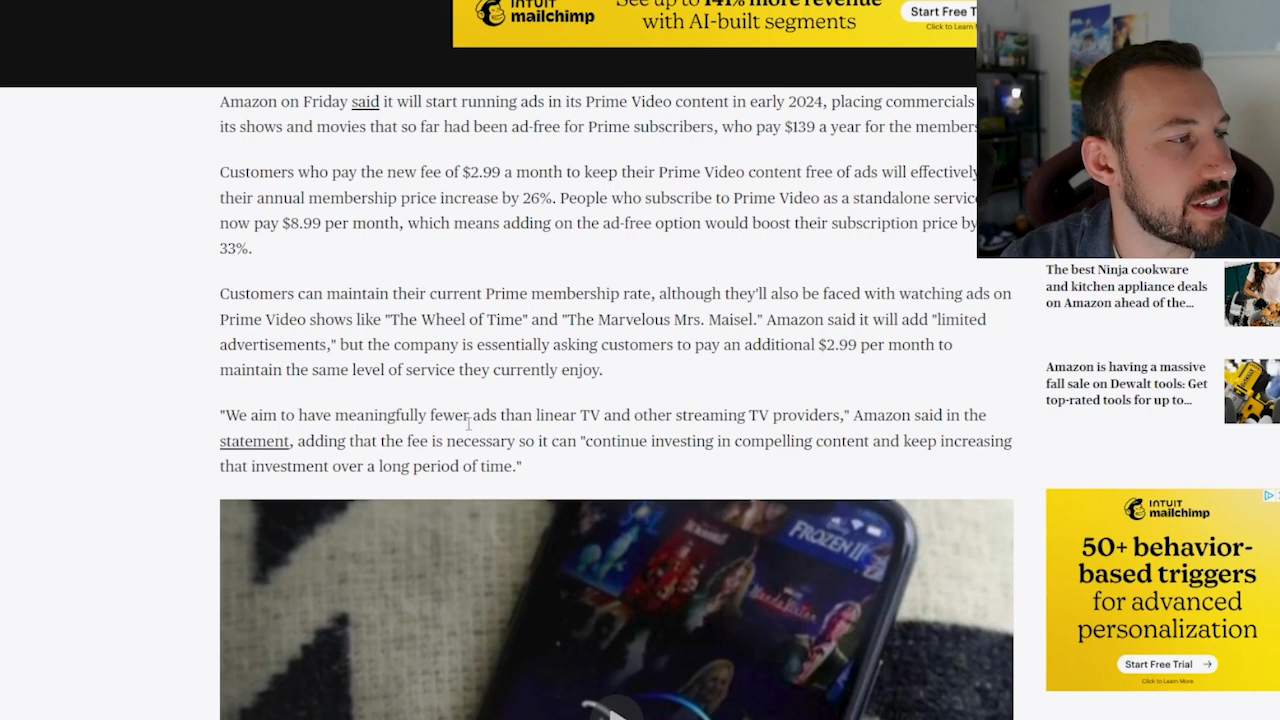 INTUIT
mailchimp
See up to 141% more revenue
with AI-built segments
Start Free T
Click to Learn
Amazon on Friday said it will start running ads in its Prime Video content in early 2024, placing commercials
its shows and movies that so far had been ad-free for Prime subscribers, who pay $139 a year for the members
Customers who pay the new fee of $2.99 a month to keep their Prime Video content free of ads will effectively
their annual membership price increase by 26%. People who subscribe to Prime Video as a standalone service
now pay $8.99 per month, which means adding on the ad-free option would boost their subscription price by
33%.
Customers can maintain their current Prime membership rate, although they'll also be faced with watching ads on
Prime Video shows like "The Wheel of Time" and "The Marvelous Mrs. Maisel." Amazon said it will add "limited
advertisements," but the company is essentially asking customers to pay an additional $2.99 per month to
maintain the same level of service they currently enjoy.
"We aim to have meaningfully fewer ads than linear TV and other streaming TV providers," Amazon said in the
statement, adding that the fee is necessary so it can "continue investing in compelling content and keep increasing
that investment over a long period of time."
FROZEN II
The best Ninja cookware
and kitchen appliance deals
on Amazon ahead of the...
Amazon is having a massive
fall sale on Dewalt tools: Get
top-rated tools for up to...
INTUIT
mailchimp
50+ behavior-
based triggers
for advanced
personalization
Start Free Trial
Click to Learn More